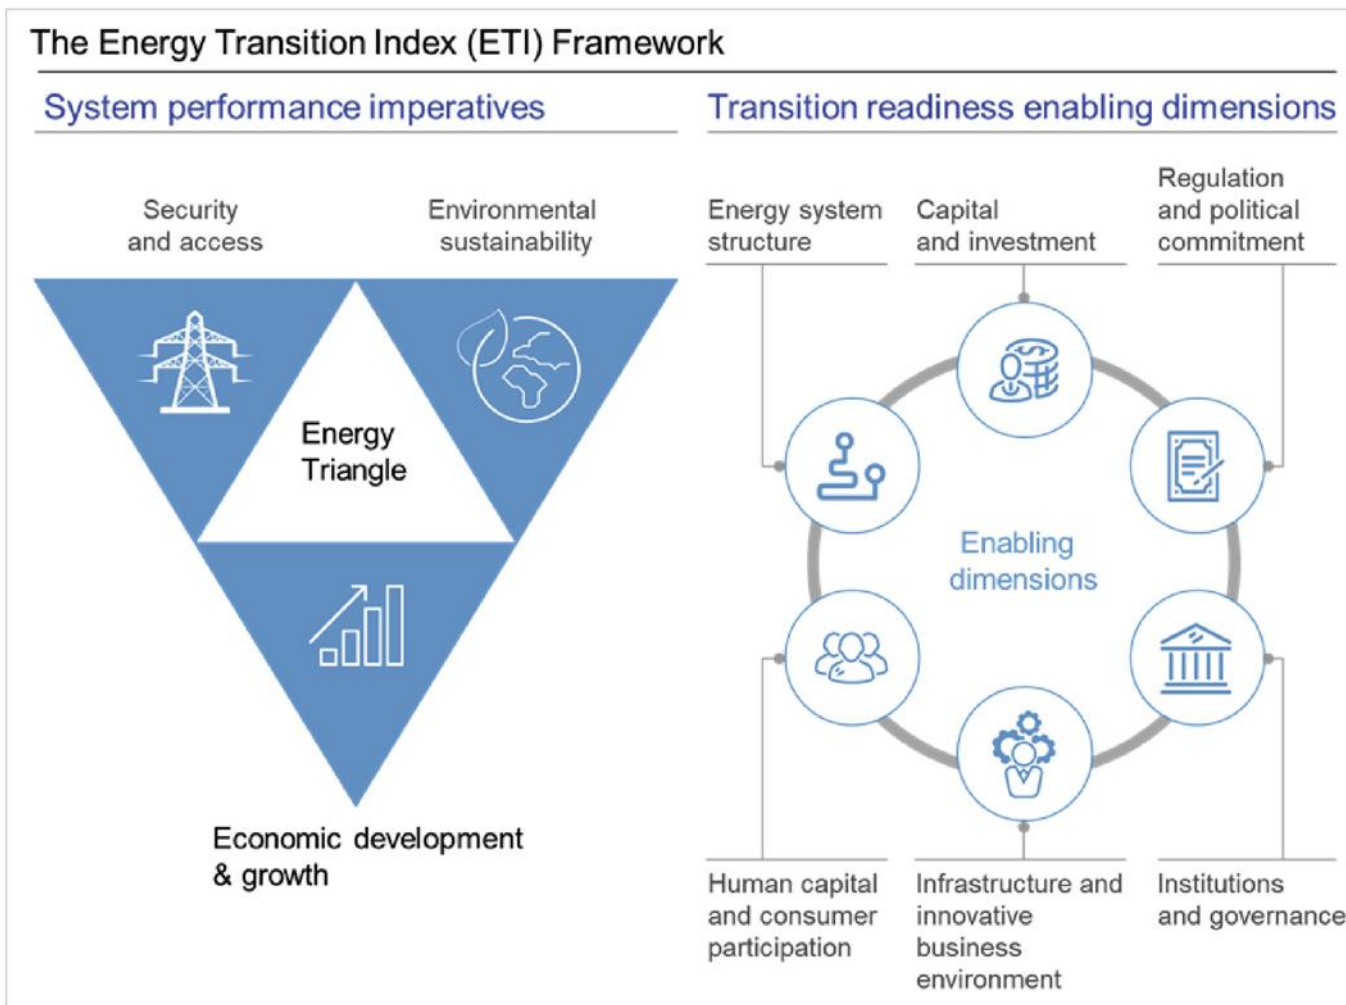 The Energy Transition Index (ETI) Framework
System performance imperatives
Security
and access
Environmental
sustainability
Energy
Triangle
Economic development
& growth
Transition readiness enabling dimensions
Energy system
structure
Capital
and investment
Regulation
and political
commitment
Enabling
dimensions
Human capital
and consumer
participation
Infrastructure and
innovative
business
environment
Institutions
and governance